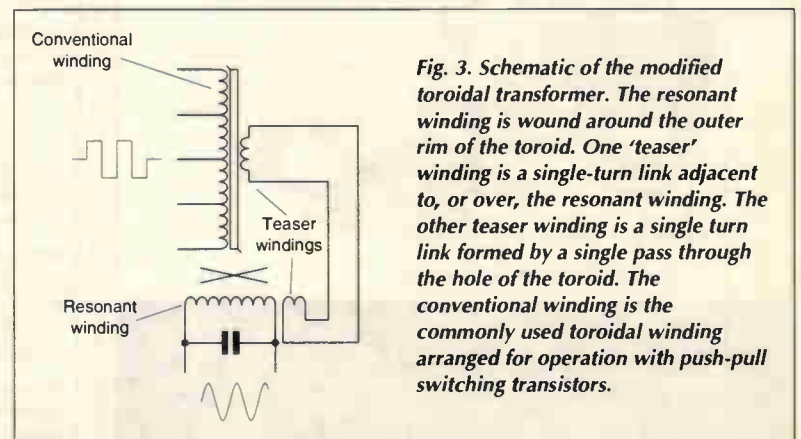 Conventional
winding
Teaser
windings
Resonant
winding
Fig. 3. Schematic of the modified
toroidal transformer. The resonant
winding is wound around the outer
rim of the toroid. One 'teaser'
winding is a single-turn link adjacent
to, or over, the resonant winding. The
other teaser winding is a single turn
link formed by a single pass through
the hole of the toroid. The
conventional winding is the
commonly used toroidal winding
arranged for operation with push-pull
switching transistors.